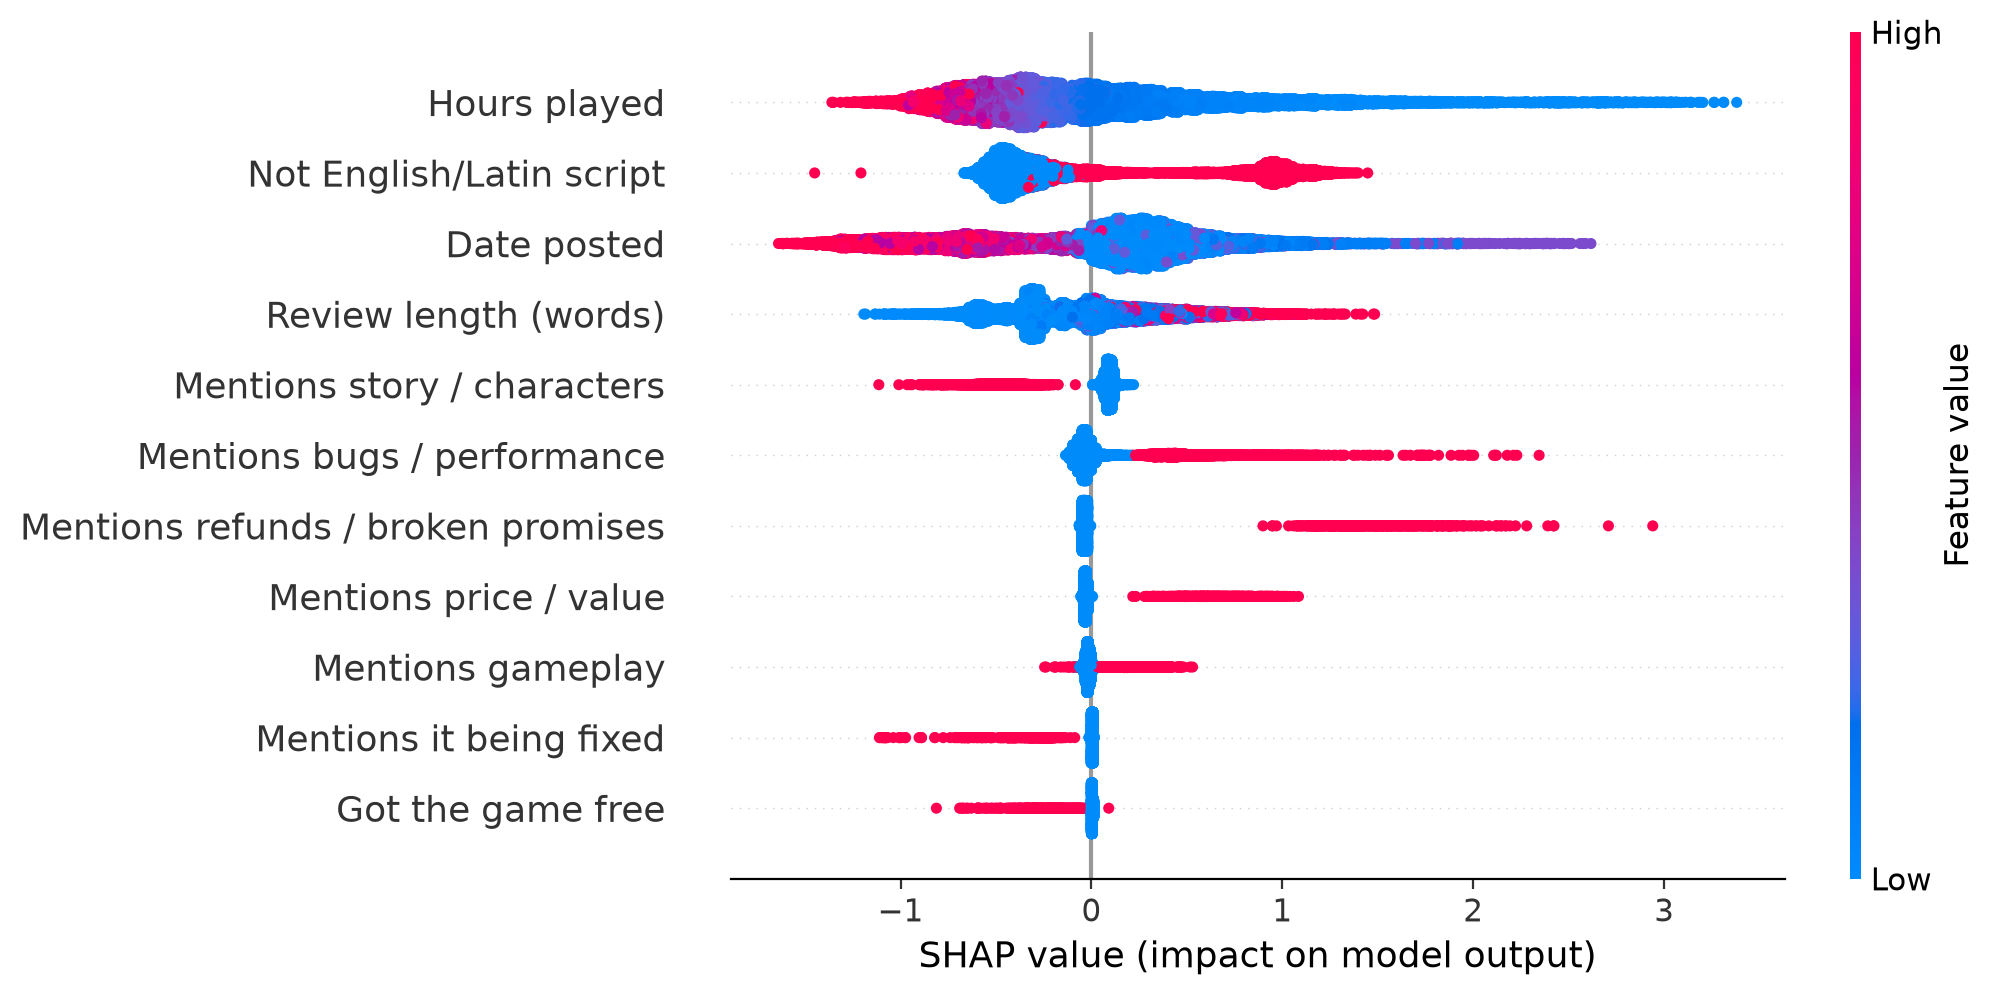 High
Hours played
Not English/Latin script
Date posted
Review length (words)
Mentions story / characters
Mentions bugs / performance
Mentions refunds / broken promises
Mentions price / value
Mentions gameplay
Mentions it being fixed
Got the game free
Feature value
Low
−1 0 1 2 3
SHAP value (impact on model output)